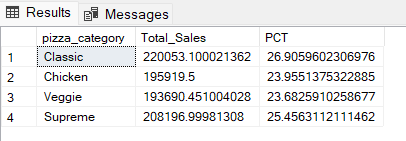 Results Messages
pizza_category Total_Sales PCT
1 Classic 220053.100021362 26.9059602306976
2 Chicken 195919.5 23.9551375322885
3 Veggie 193690.451004028 23.6825910258677
4 Supreme 208196.99981308 25.4563112111462